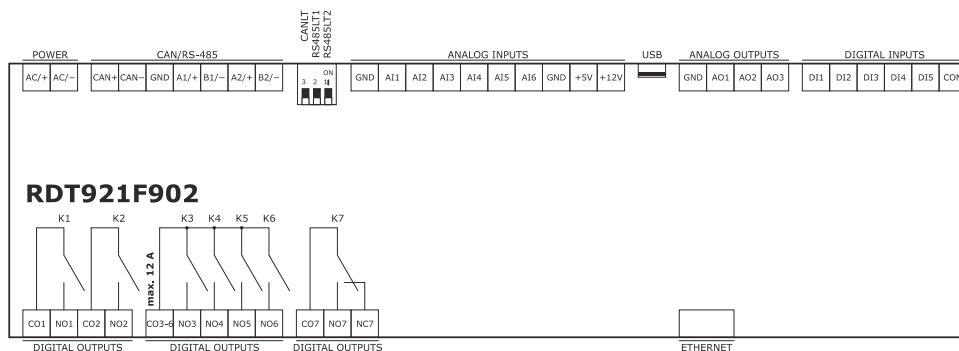 CANLT
RS485LT1
RS485LT2
POWER CAN/RS-485 ANALOG INPUTS USB ANALOG OUTPUTS DIGITAL INPUTS
AC/+ AC/− CAN+ CAN− GND A1/+ B1/− A2/+ B2/− GND AI1 AI2 AI3 AI4 AI5 AI6 GND +5V +12V GND AO1 AO2 AO3 DI1 DI2 DI3 DI4 DI5 COM
ON
3 2 1
RDT921F902
K1 K2 K3 K4 K5 K6 K7
max. 12 A
CO1 NO1 CO2 NO2 CO3-6 NO3 NO4 NO5 NO6 CO7 NO7 NC7
DIGITAL OUTPUTS DIGITAL OUTPUTS DIGITAL OUTPUTS ETHERNET